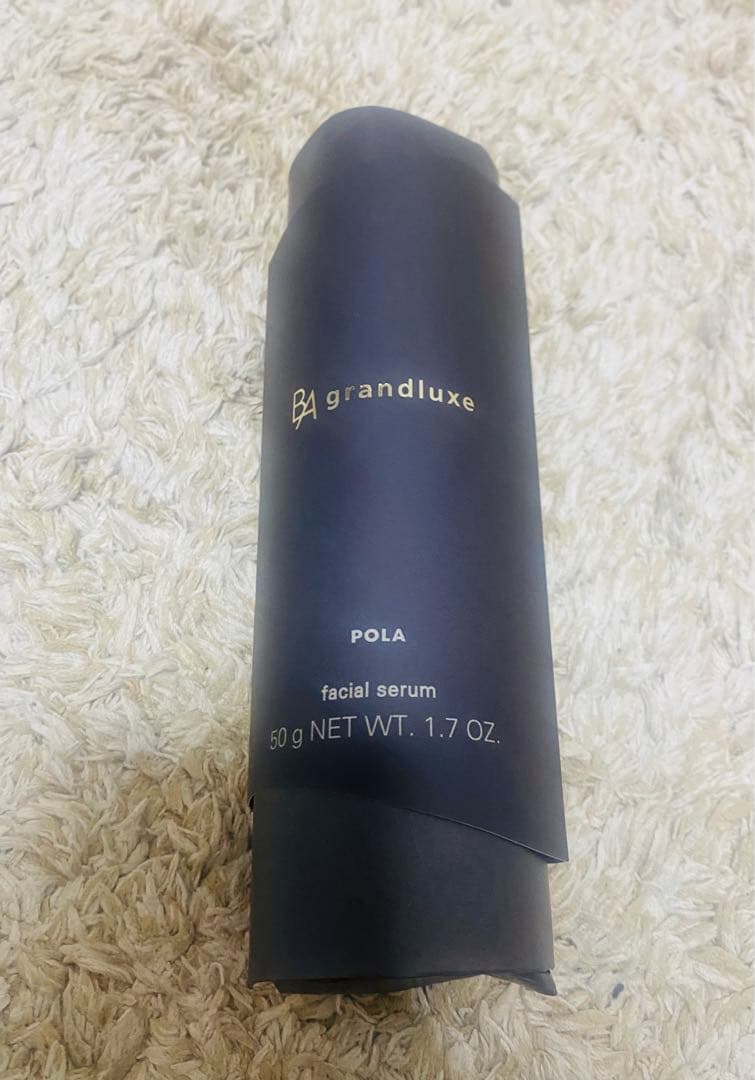 BA grandluxe
POLA
facial serum
50 g NET WT. 1.7 OZ.